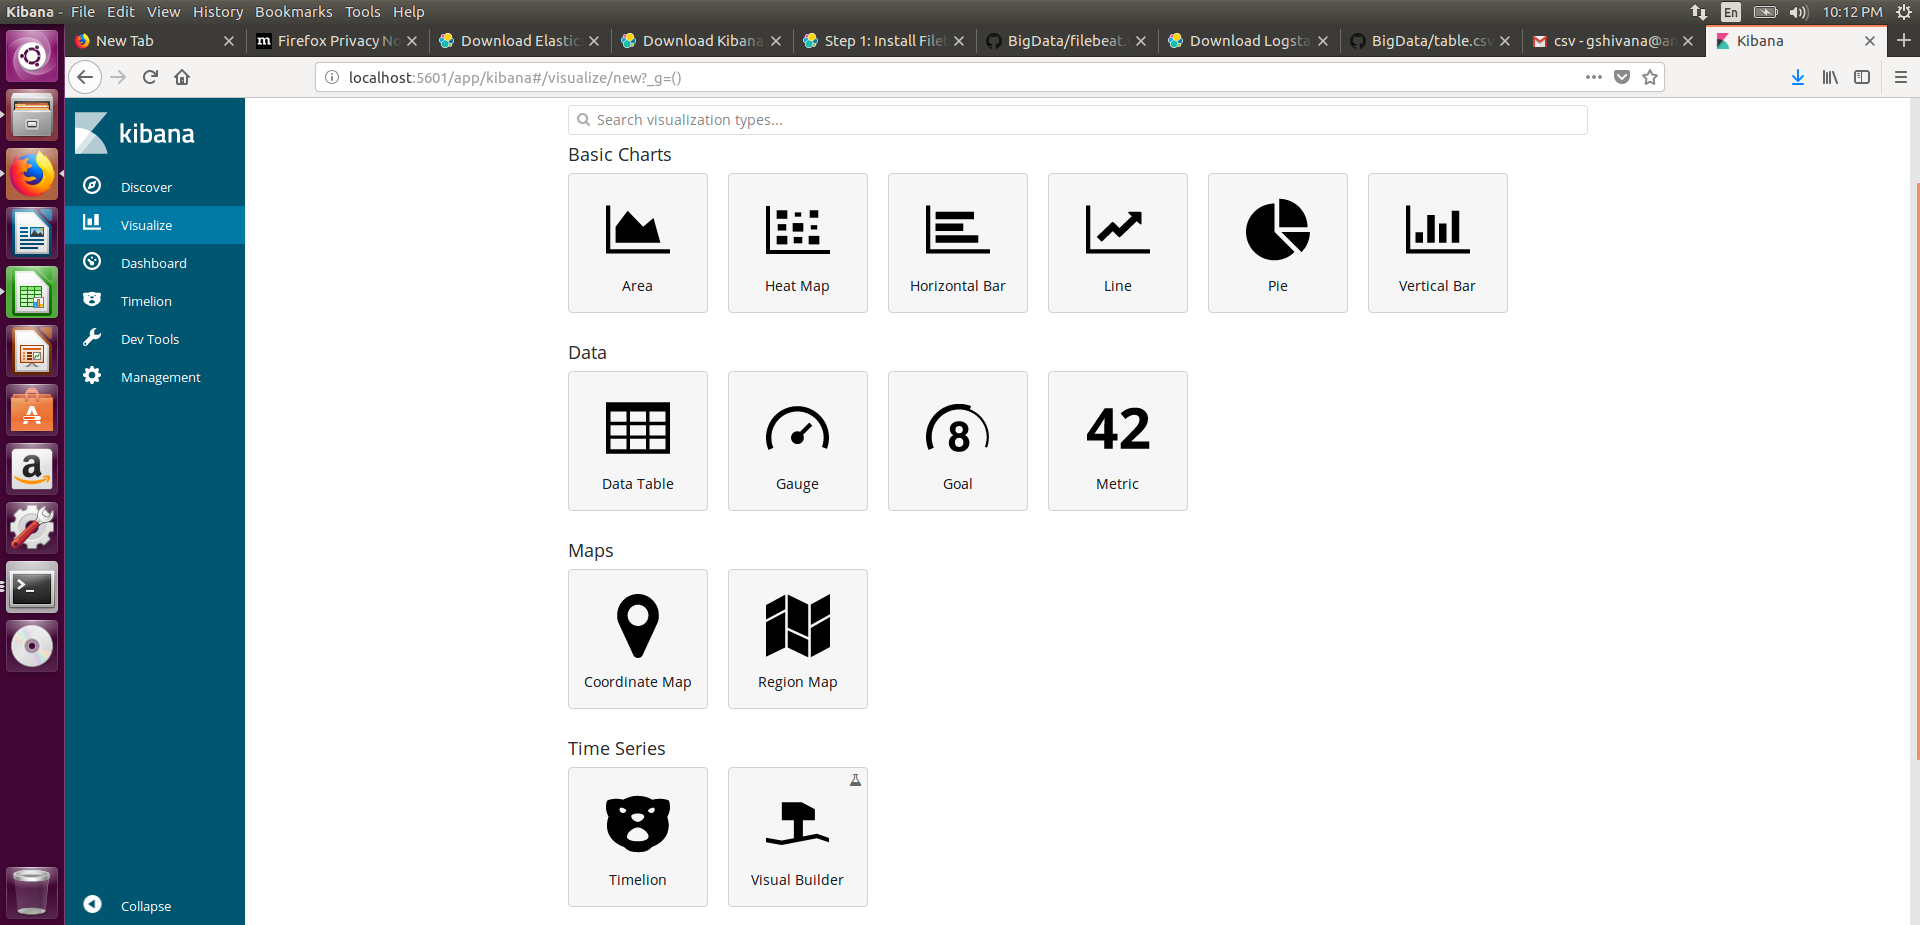 Kibana - File Edit View History Bookmarks Tools Help En 10:12 PM
New Tab Firefox Privacy No Download Elastic Download Kibana Step 1: Install File BigData/filebeat. Download Logsta BigData/table.csv csv - gshivana@a Kibana
localhost:5601/app/kibana#/visualize/new?_g=()
kibana
Discover
Visualize
Dashboard
Timelion
Dev Tools
Management
Collapse
Search visualization types...
Basic Charts
Area Heat Map Horizontal Bar Line Pie Vertical Bar
Data
8 42
Data Table Gauge Goal Metric
Maps
Coordinate Map Region Map
Time Series
Timelion Visual Builder